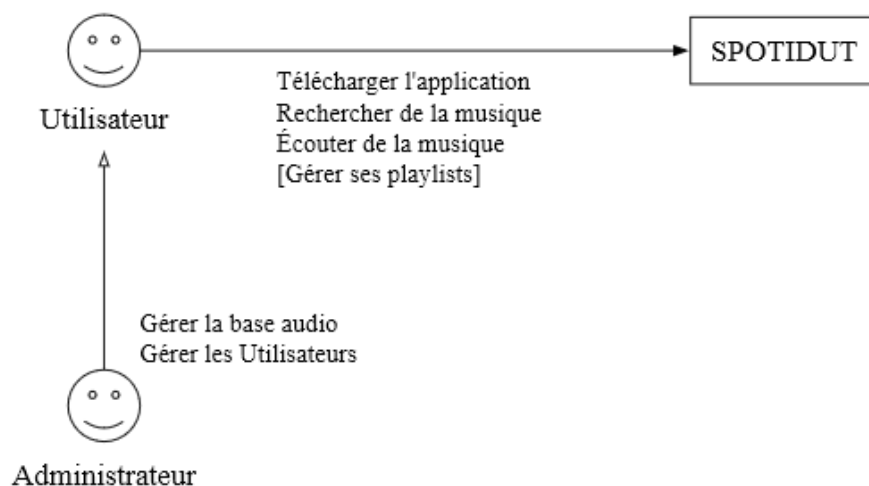 SPOTIDUT
Télécharger l'application
Utilisateur
Rechercher de la musique
Écouter de la musique
[Gérer ses playlists]
Gérer la base audio
Gérer les Utilisateurs
Administrateur